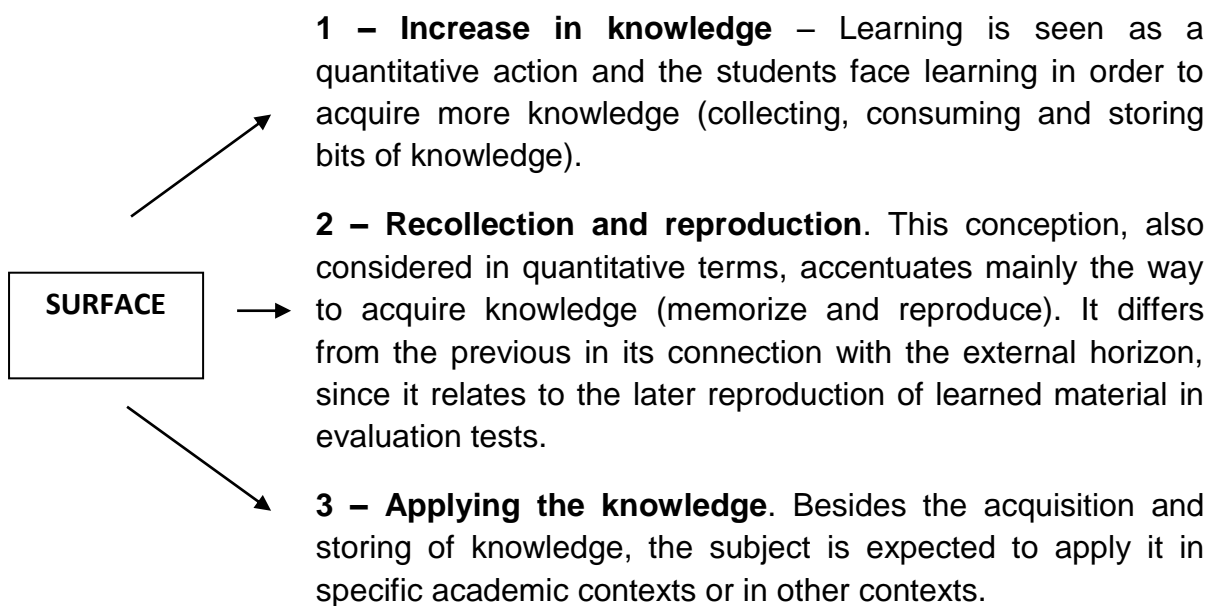 1 – Increase in knowledge – Learning is seen as a
quantitative action and the students face learning in order to
acquire more knowledge (collecting, consuming and storing
bits of knowledge).
2 – Recollection and reproduction. This conception, also
considered in quantitative terms, accentuates mainly the way
SURFACE
to acquire knowledge (memorize and reproduce). It differs
from the previous in its connection with the external horizon,
since it relates to the later reproduction of learned material in
evaluation tests.
3 – Applying the knowledge. Besides the acquisition and
storing of knowledge, the subject is expected to apply it in
specific academic contexts or in other contexts.